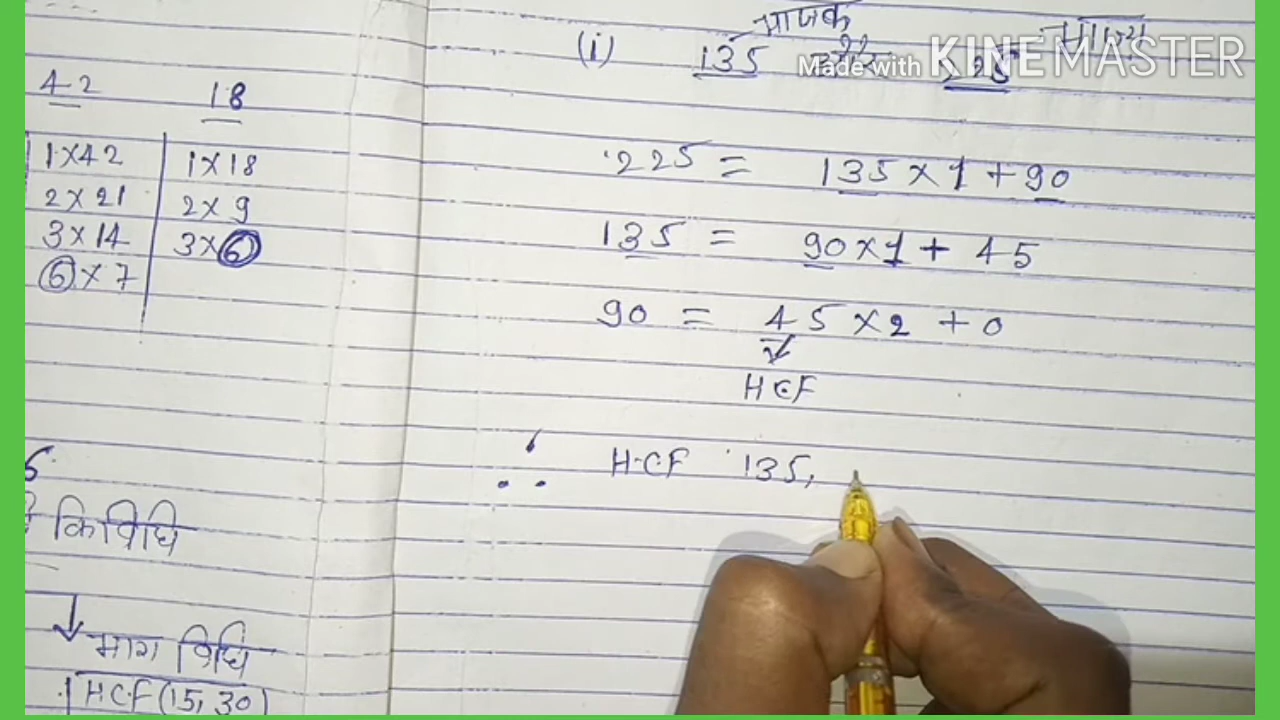 42 18
1×42 1×18
2×21 2×9
3×14 3×6
6×7
कि विधि
भाग विधि
HCF(15, 30)
भाजक
(i) 135 225
Made with KINEMASTER
225 = 135×1+90
135 = 90×1+ 45
90 = 45×2 +0
HCF
∴ H.C.F 135,